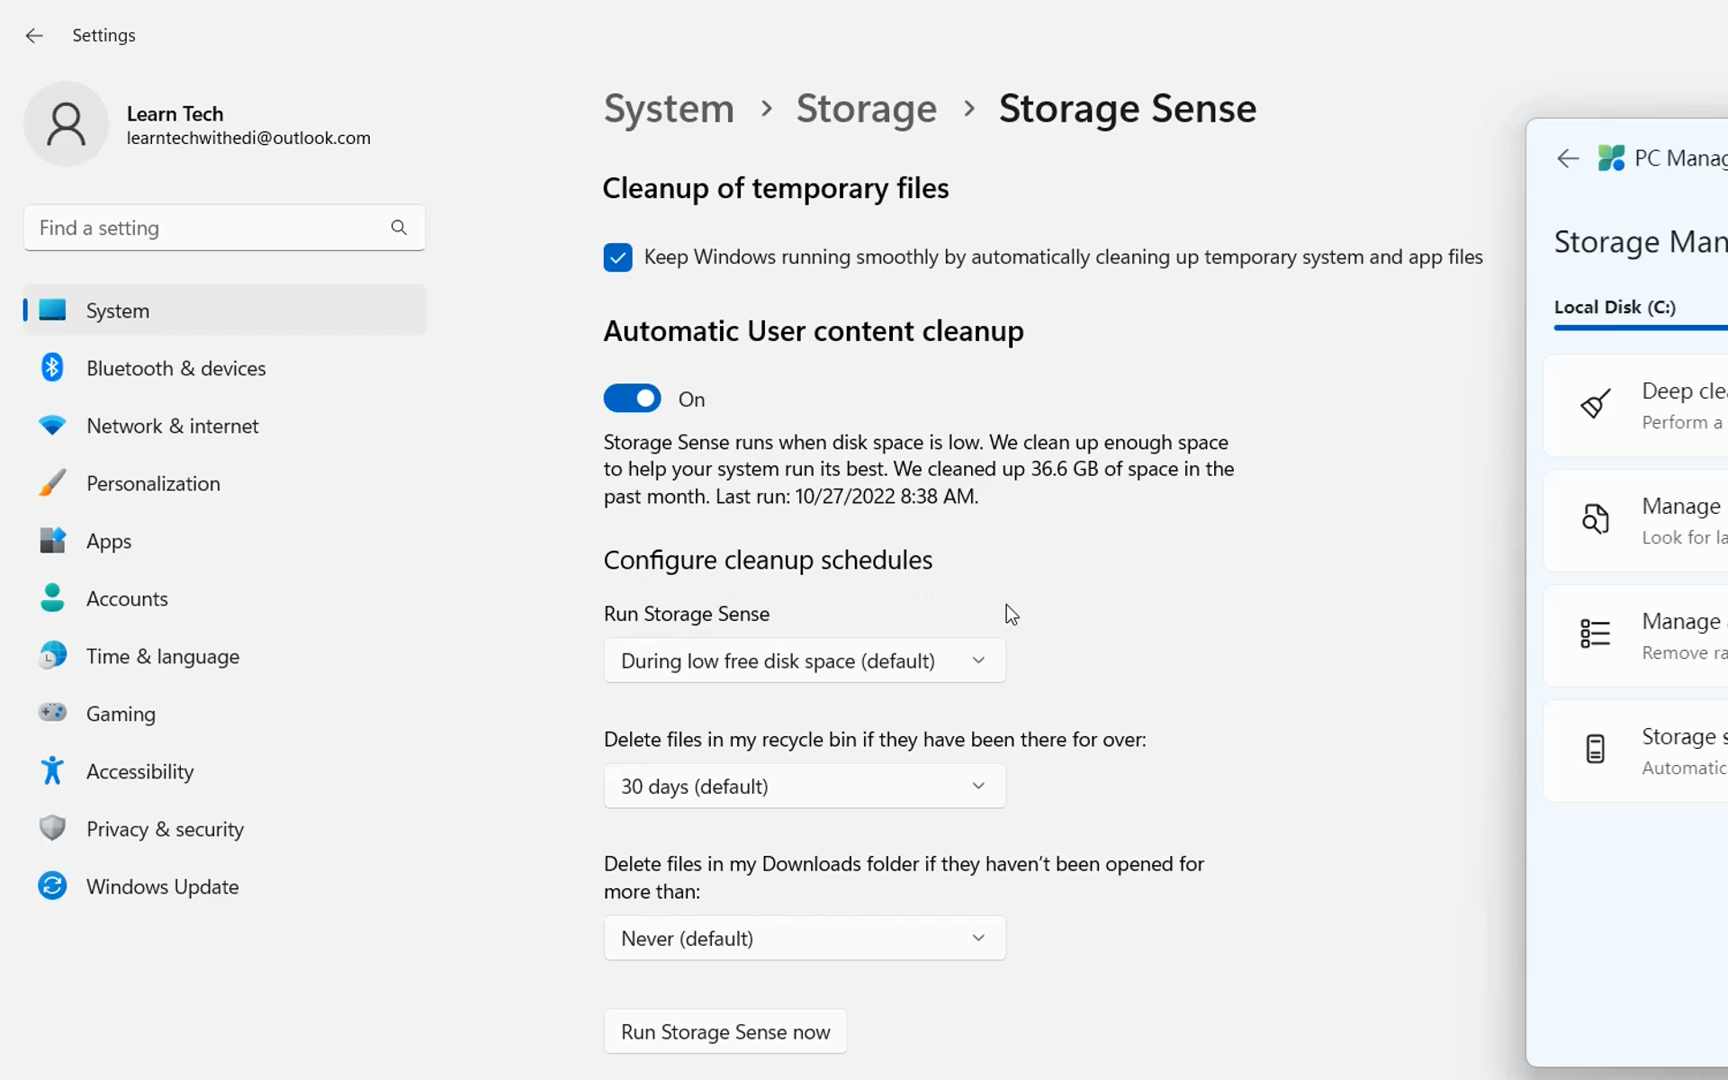 Settings
Learn Tech
learntechwithedi@outlook.com
Find a setting
System
Bluetooth & devices
Network & internet
Personalization
Apps
Accounts
Time & language
Gaming
Accessibility
Privacy & security
Windows Update
System > Storage > Storage Sense
Cleanup of temporary files
Keep Windows running smoothly by automatically cleaning up temporary system and app files
Automatic User content cleanup
On
Storage Sense runs when disk space is low. We clean up enough space
to help your system run its best. We cleaned up 36.6 GB of space in the
past month. Last run: 10/27/2022 8:38 AM.
Configure cleanup schedules
Run Storage Sense
During low free disk space (default)
Delete files in my recycle bin if they have been there for over:
30 days (default)
Delete files in my Downloads folder if they haven't been opened for
more than:
Never (default)
Run Storage Sense now
PC Manag
Storage Man
Local Disk (C:)
Deep clea
Perform a
Manage
Look for la
Manage a
Remove ra
Storage s
Automatic